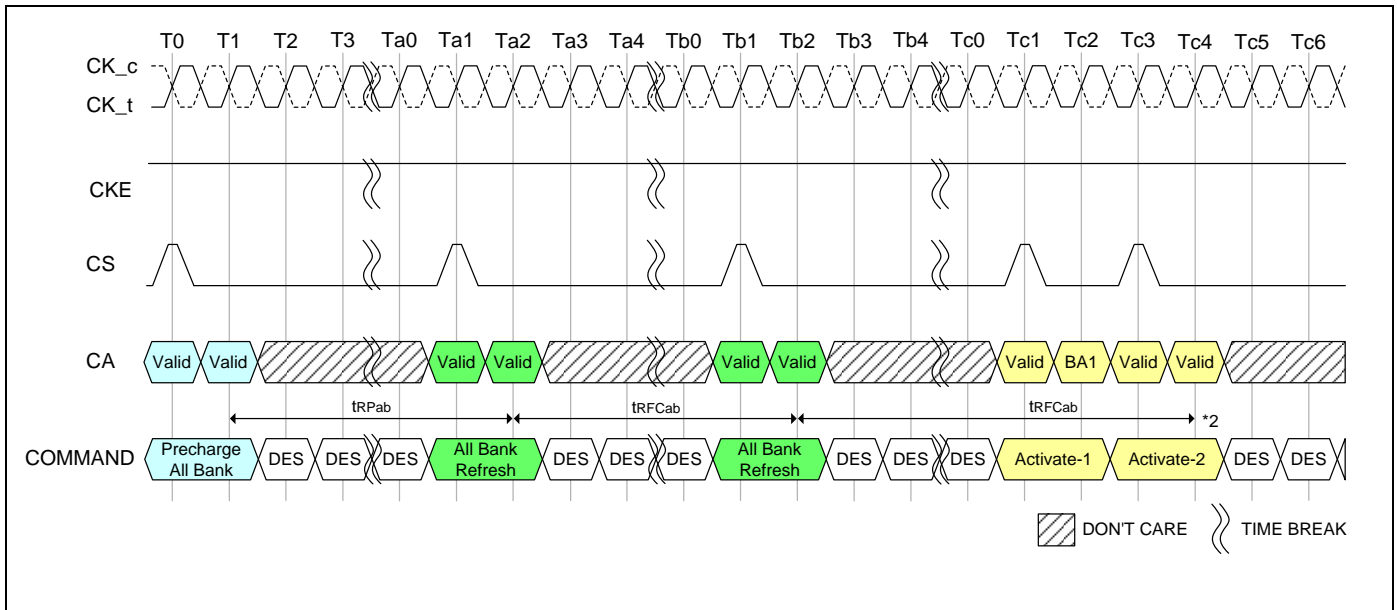 T0 T1 T2 T3 Ta0 Ta1 Ta2 Ta3 Ta4 Tb0 Tb1 Tb2 Tb3 Tb4 Tc0 Tc1 Tc2 Tc3 Tc4 Tc5 Tc6
CK_c
CK_t
CKE
CS
CA Valid Valid Valid Valid Valid Valid Valid BA1 Valid Valid
tRPab tRFCab tRFCab *2
COMMAND Precharge All Bank DES DES DES All Bank Refresh DES DES DES All Bank Refresh DES DES DES Activate-1 Activate-2 DES DES
DON'T CARE TIME BREAK